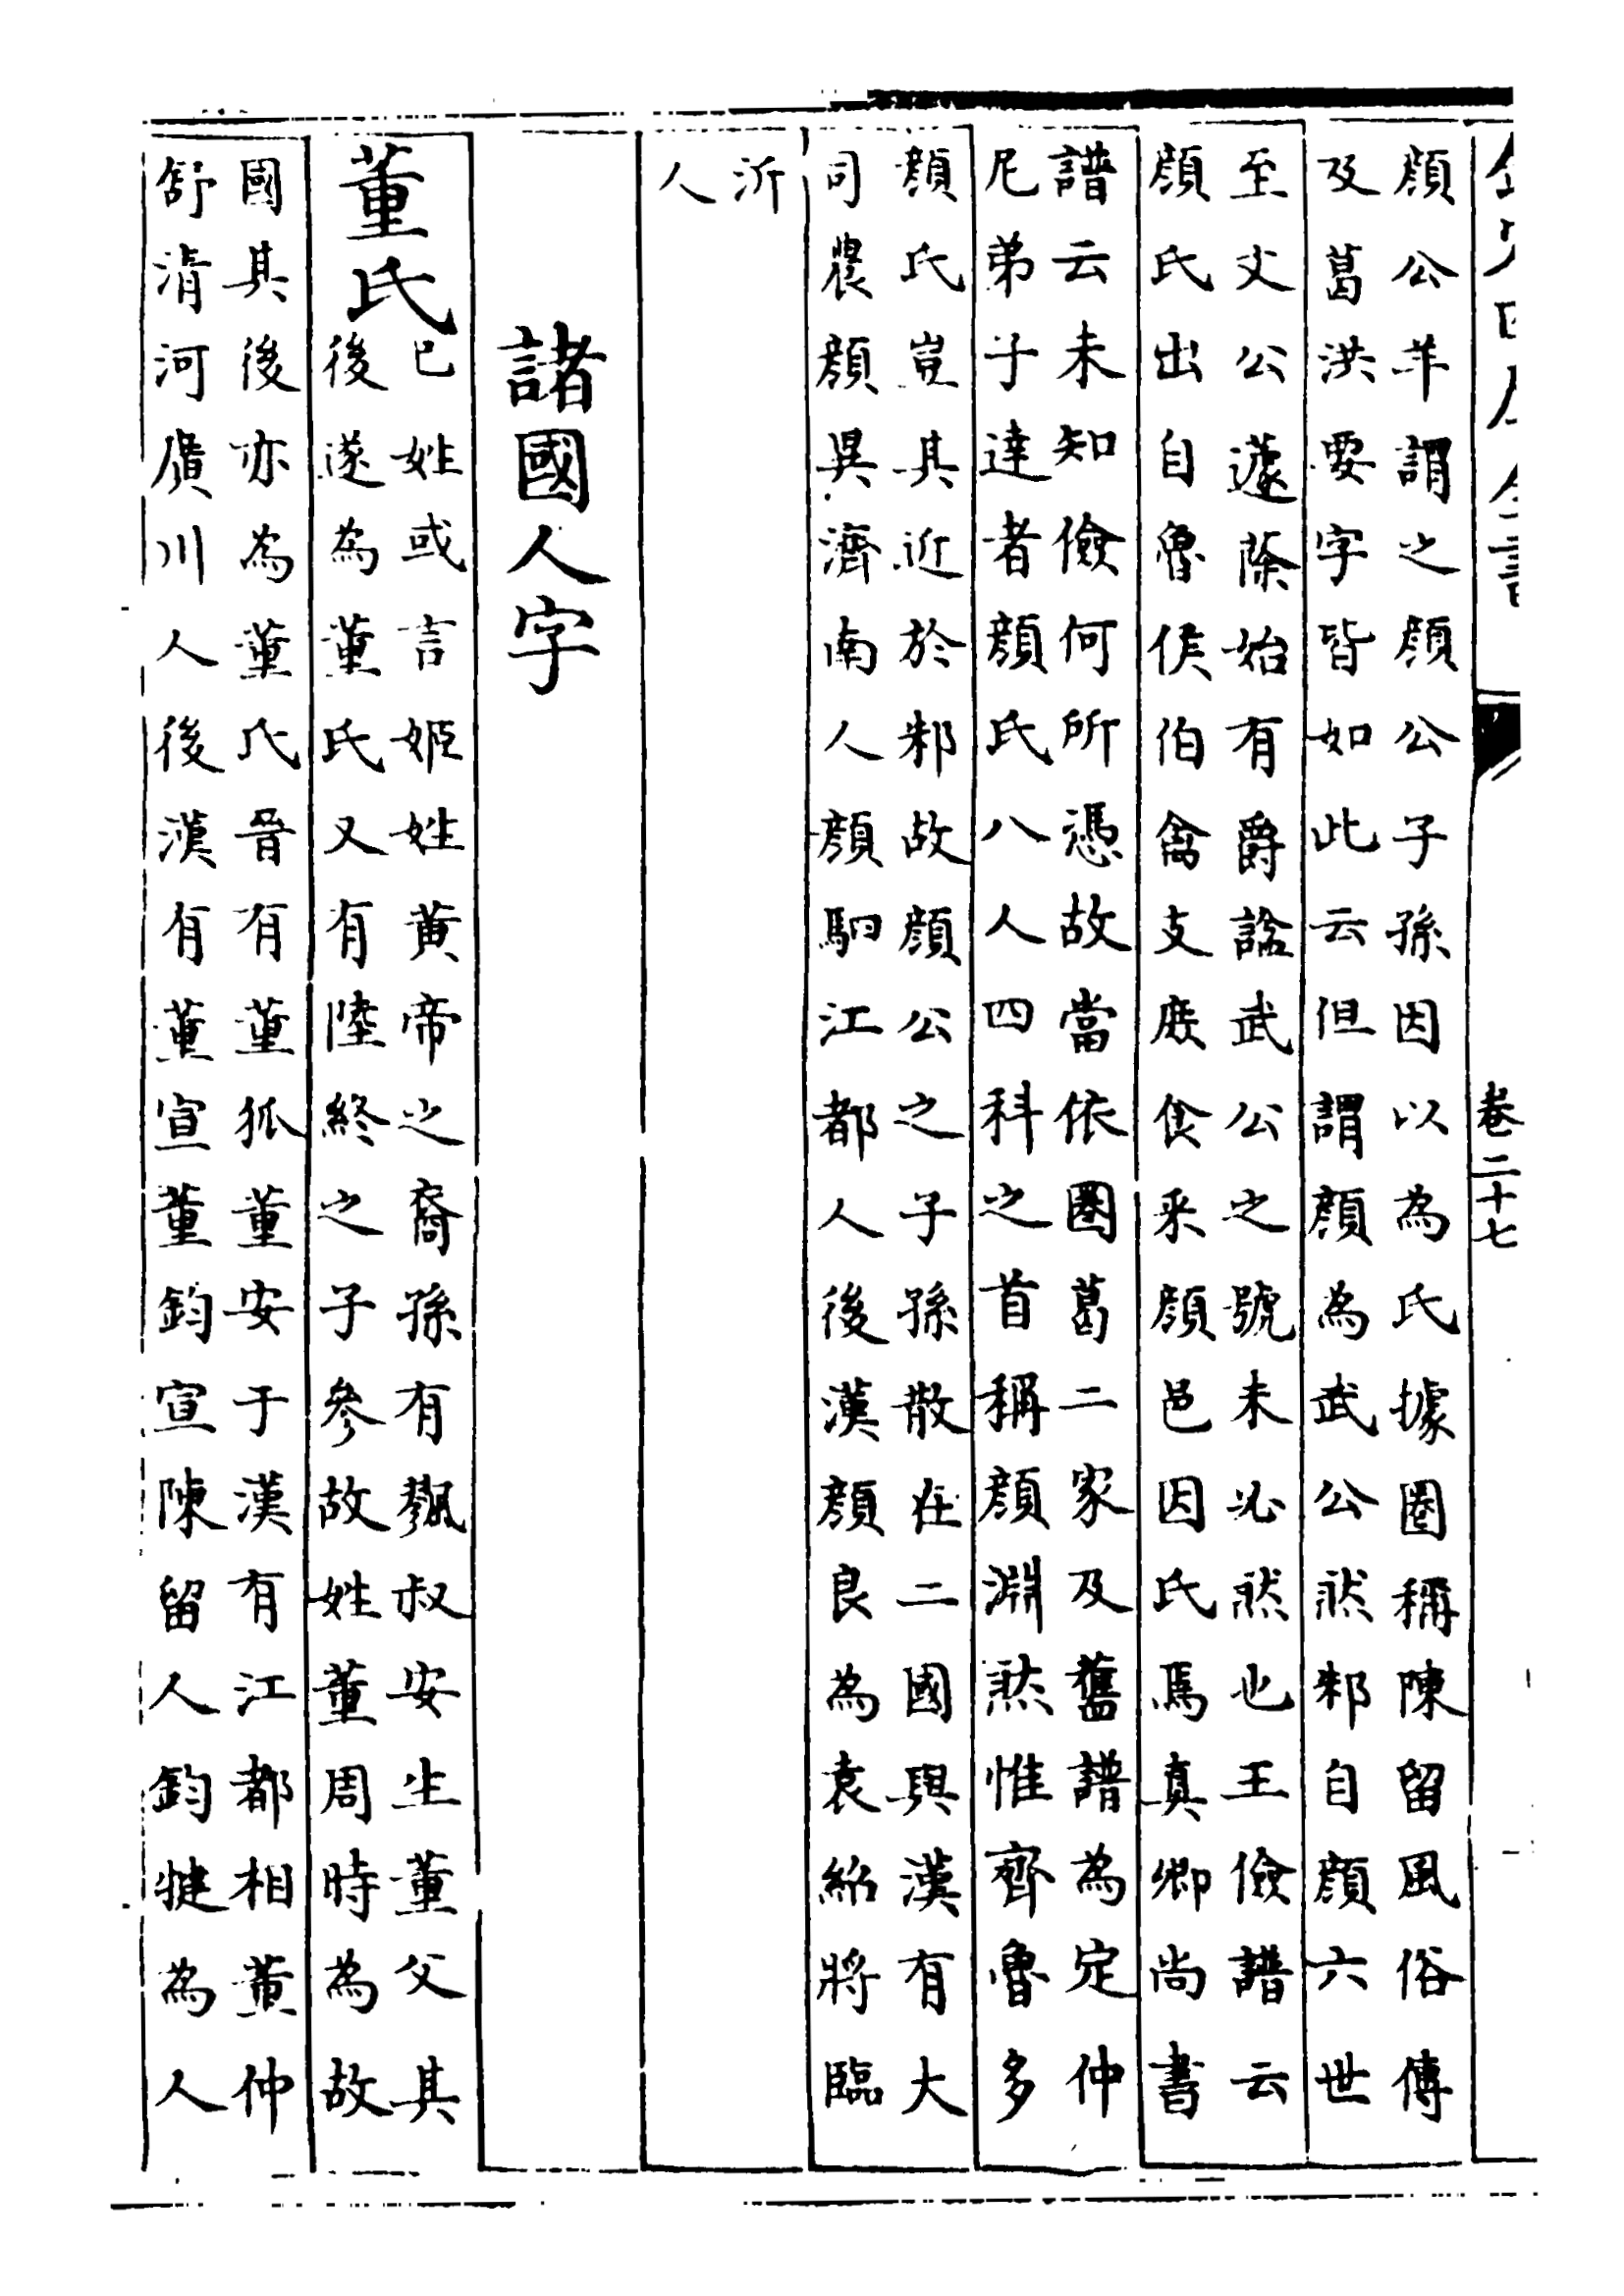 欽定四庫全書
卷二十七
顔公羊謂之顔公子孫因以為氏據圈稱陳留風俗傳
及葛洪要字皆如此云但謂顔為武公然邾自顔六世
至文公蘧蒢始有爵諡武公之號未必然也王儉譜云
顔氏出自魯侯伯禽支庶食采顔邑因氏焉真卿尚書
譜云未知儉何所憑故當依圈葛二家及舊譜為定仲
尼弟子達者顔氏八人四科之首稱顔淵然惟齊魯多
顔氏豈其近於邾故顔公之子孫散在二國與漢有大
司農顔異濟南人顔駟江都人後漢顔良為袁紹將臨
沂
人
諸國人字
董氏
已姓或言姬姓黄帝之裔孫有飂叔安生董父其
後遂為董氏又有陸終之子參故姓董周時為故
國其後亦為董氏晉有董狐董安于漢有江都相董仲
舒清河廣川人後漢有董宣董鈞宣陳留人鈞犍為人